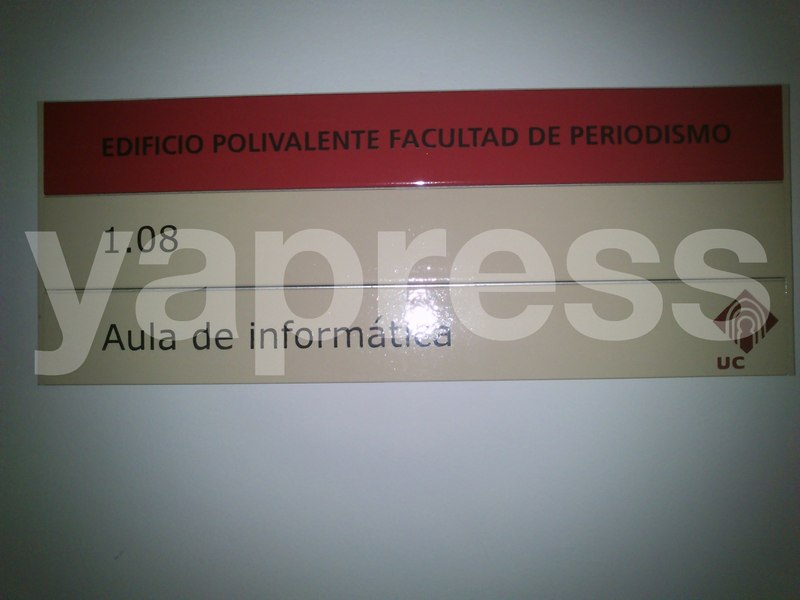 EDIFICIO POLIVALENTE FACULTAD DE PERIODISMO
1.08
yapress
Aula de informática
UC